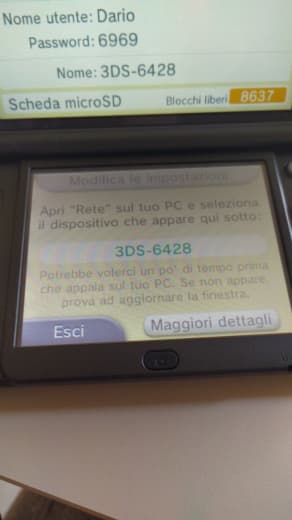 Nome utente: Dario
Password: 6969
Nome: 3DS-6428
Scheda microSD Blocchi liberi 8637
Modifica le impostazioni
Apri "Rete" sul tuo PC e seleziona
il dispositivo che appare qui sotto:
3DS-6428
Potrebbe volerci un po' di tempo prima
che appaia sul tuo PC. Se non appare,
prova ad aggiornare la finestra.
Esci
Maggiori dettagli